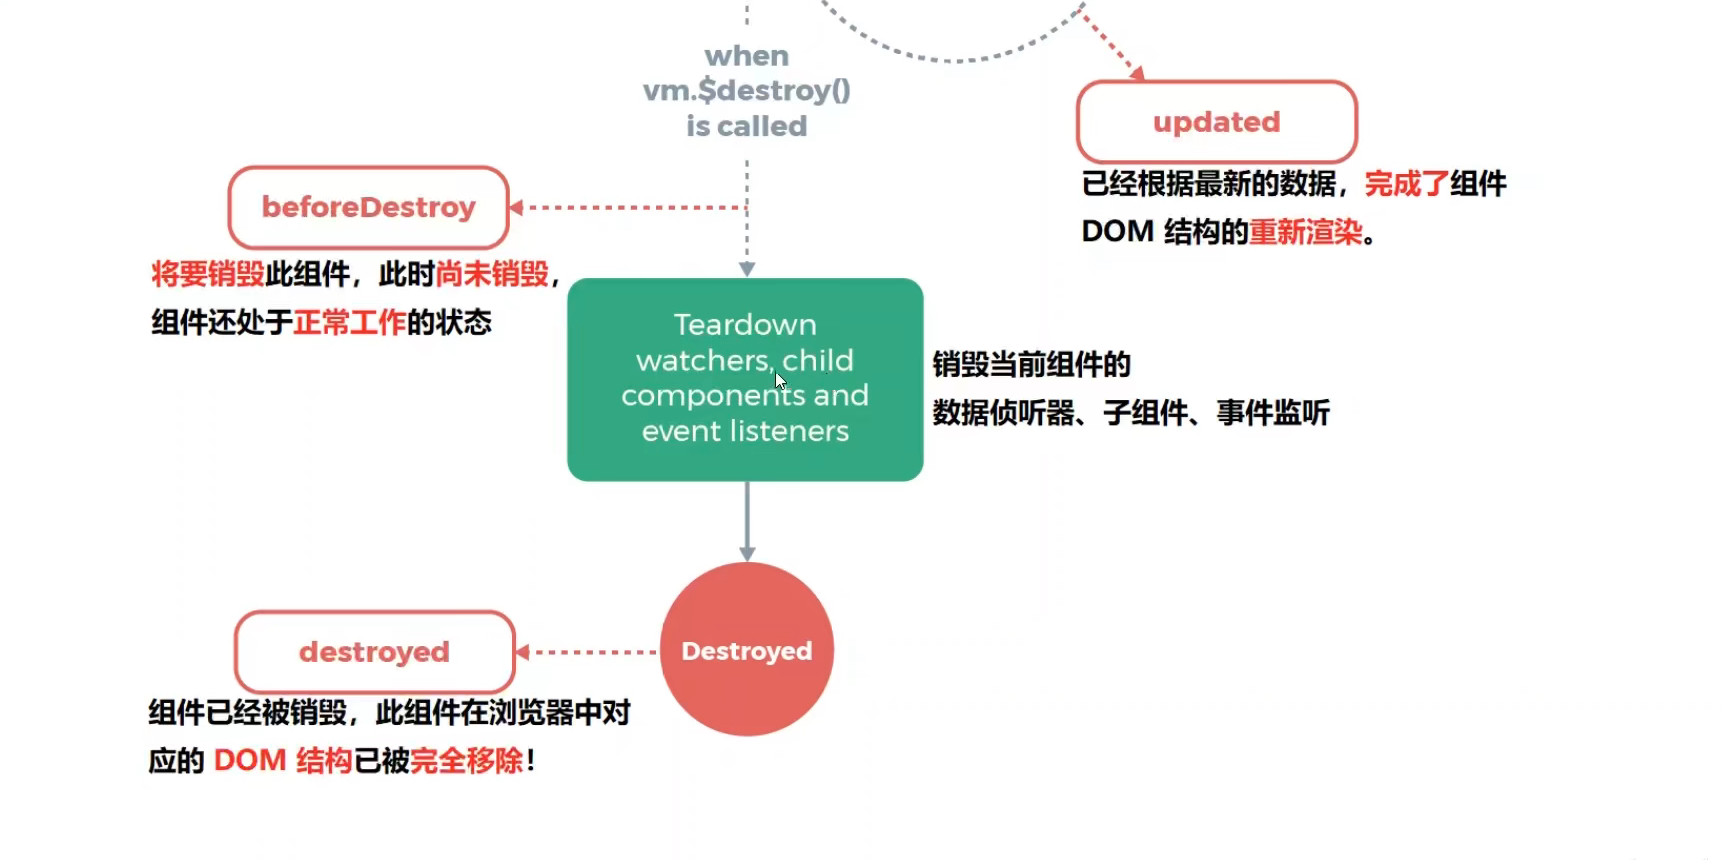 when
vm.$destroy()
is called
updated
已经根据最新的数据，完成了组件
DOM 结构的重新渲染。
beforeDestroy
将要销毁此组件，此时尚未销毁，
组件还处于正常工作的状态
Teardown
watchers, child
components and
event listeners
销毁当前组件的
数据侦听器、子组件、事件监听
Destroyed
destroyed
组件已经被销毁，此组件在浏览器中对
应的 DOM 结构已被完全移除！